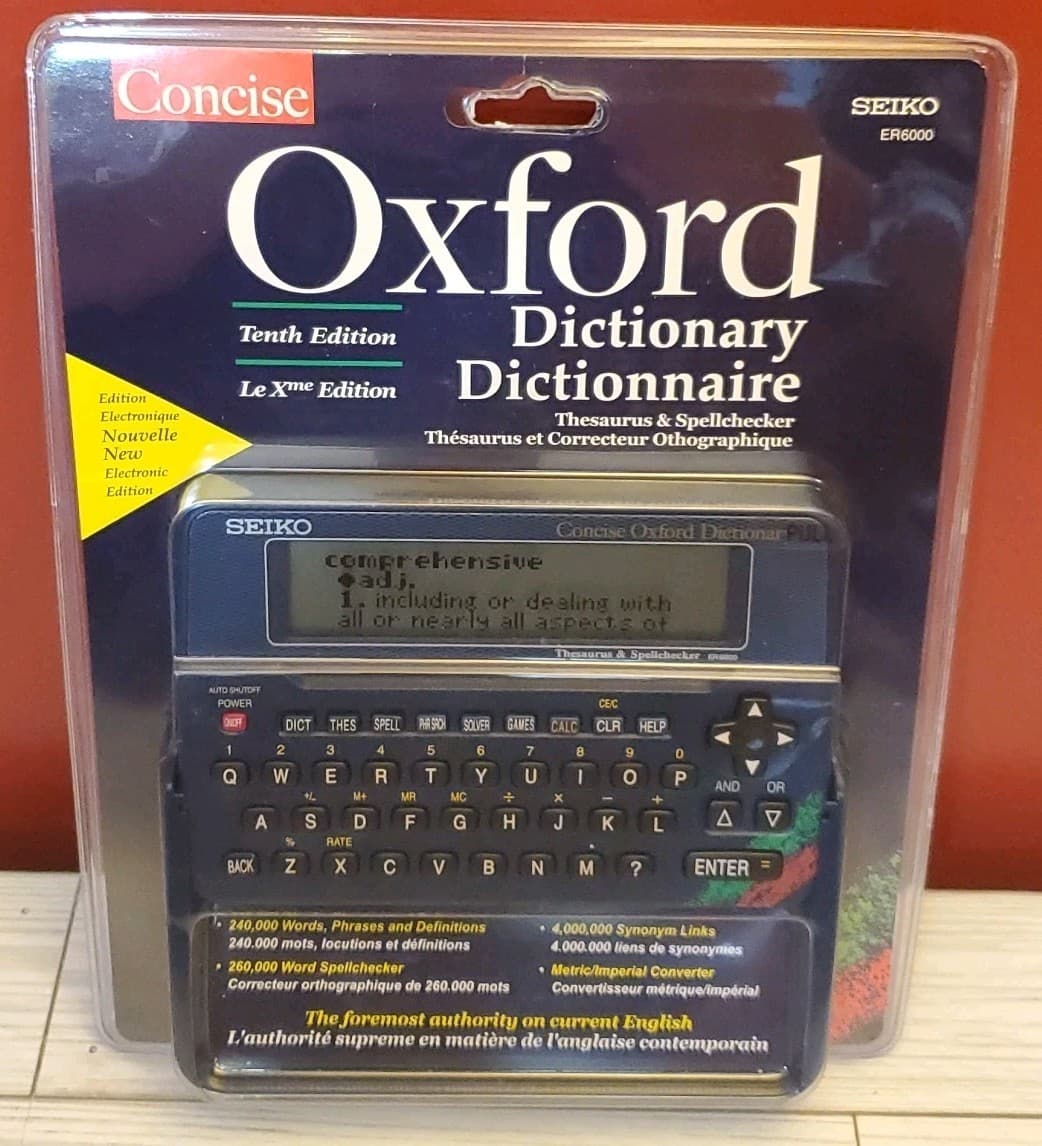 Concise
SEIKO
ER6000
Oxford
Tenth Edition
Le Xme Edition
Dictionary
Dictionnaire
Thesaurus & Spellchecker
Thésaurus et Correcteur Othographique
Edition
Electronique
Nouvelle
New
Electronic
Edition
SEIKO
Concise Oxford Dictionar
comprehensive
◆adj.
1. including or dealing with
all or nearly all aspects of
Thesaurus & Spellchecker ER6000
AUTO SHUTOFF
POWER
CE/C
ON/OFF DICT THES SPELL PHR SRCH SOLVER GAMES CALC CLR HELP
1 2 3 4 5 6 7 8 9 0
Q W E R T Y U I O P
AND OR
+/- M+ MR MC ÷ × − +
A S D F G H J K L
% RATE .
BACK Z X C V B N M ? ENTER =
• 240,000 Words, Phrases and Definitions
240.000 mots, locutions et définitions
• 260,000 Word Spellchecker
Correcteur orthographique de 260.000 mots
• 4,000,000 Synonym Links
4.000.000 liens de synonymes
• Metric/Imperial Converter
Convertisseur métrique/impérial
The foremost authority on current English
L'authorité supreme en matière de l'anglaise contemporain